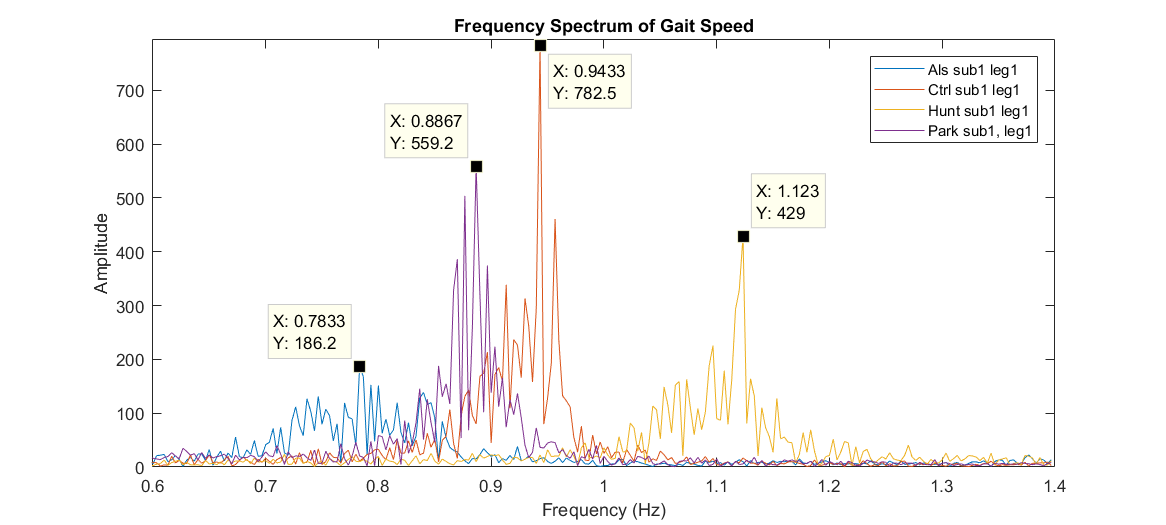 Frequency Spectrum of Gait Speed
X: 0.9433
Y: 782.5
X: 0.8867
Y: 559.2
X: 1.123
Y: 429
X: 0.7833
Y: 186.2
Als sub1 leg1
Ctrl sub1 leg1
Hunt sub1 leg1
Park sub1, leg1
Amplitude
700
600
500
400
300
200
100
0
0.6 0.7 0.8 0.9 1 1.1 1.2 1.3 1.4
Frequency (Hz)